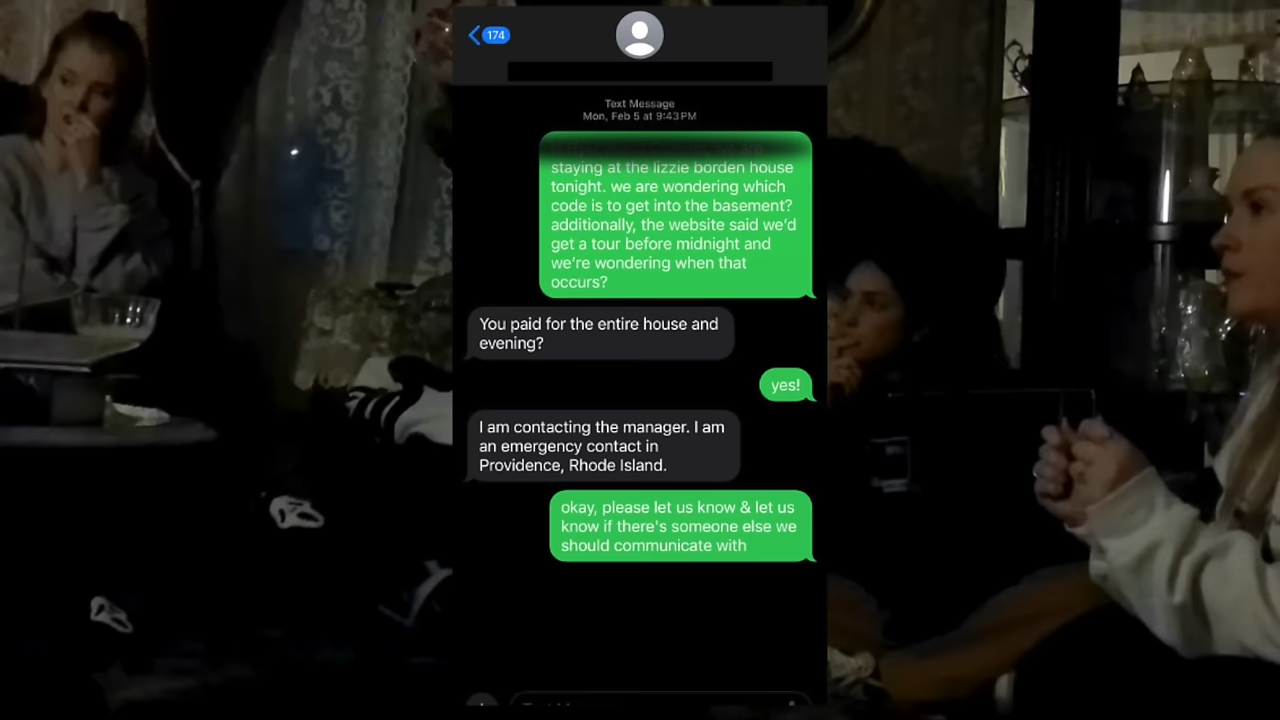 174
Text Message
Mon, Feb 5 at 9:43 PM
we are
staying at the lizzie borden house
tonight. we are wondering which
code is to get into the basement?
additionally, the website said we'd
get a tour before midnight and
we're wondering when that
occurs?
You paid for the entire house and
evening?
yes!
I am contacting the manager. I am
an emergency contact in
Providence, Rhode Island.
okay, please let us know & let us
know if there's someone else we
should communicate with